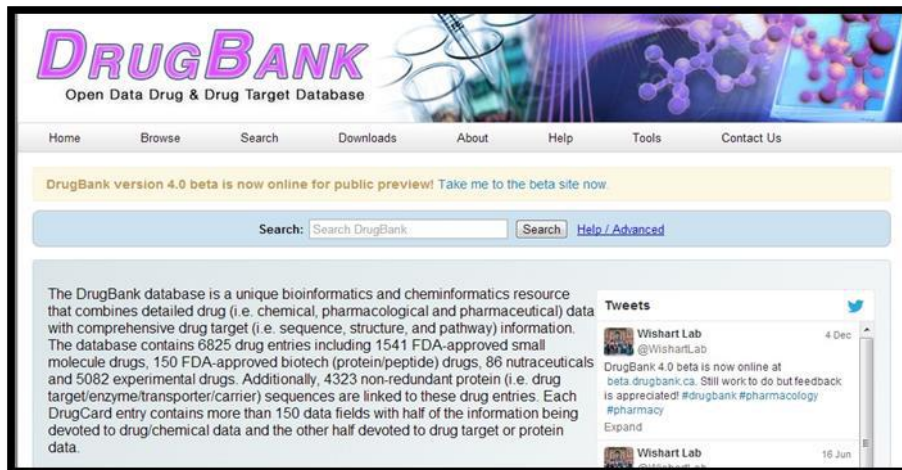 DRUGBANK
Open Data Drug & Drug Target Database
Home Browse Search Downloads About Help Tools Contact Us
DrugBank version 4.0 beta is now online for public preview! Take me to the beta site now.
Search: Search DrugBank Search Help / Advanced
The DrugBank database is a unique bioinformatics and cheminformatics resource
that combines detailed drug (i.e. chemical, pharmacological and pharmaceutical) data
with comprehensive drug target (i.e. sequence, structure, and pathway) information.
The database contains 6825 drug entries including 1541 FDA-approved small
molecule drugs, 150 FDA-approved biotech (protein/peptide) drugs, 86 nutraceuticals
and 5082 experimental drugs. Additionally, 4323 non-redundant protein (i.e. drug
target/enzyme/transporter/carrier) sequences are linked to these drug entries. Each
DrugCard entry contains more than 150 data fields with half of the information being
devoted to drug/chemical data and the other half devoted to drug target or protein
data.
Tweets
Wishart Lab 4 Dec
@WishartLab
DrugBank 4.0 beta is now online at
beta.drugbank.ca. Still work to do but feedback
is appreciated! #drugbank #pharmacology
#pharmacy
Expand
Wishart Lab 16 Jun